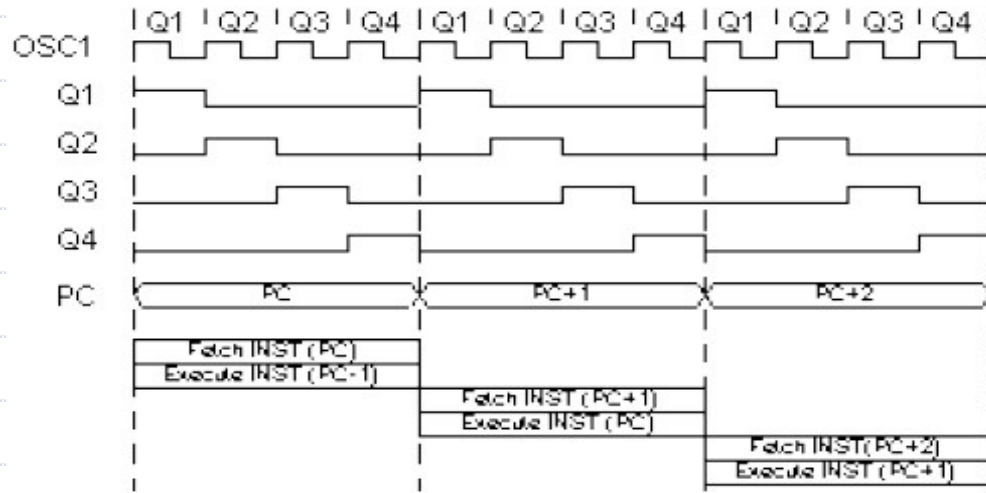 Q1 Q2 Q3 Q4 Q1 Q2 Q3 Q4 Q1 Q2 Q3 Q4
OSC1
Q1
Q2
Q3
Q4
PC PC PC+1 PC+2
Fetch INST (PC)
Execute INST (PC-1)
Fetch INST (PC+1)
Execute INST (PC)
Fetch INST(PC+2)
Execute INST (PC+1)